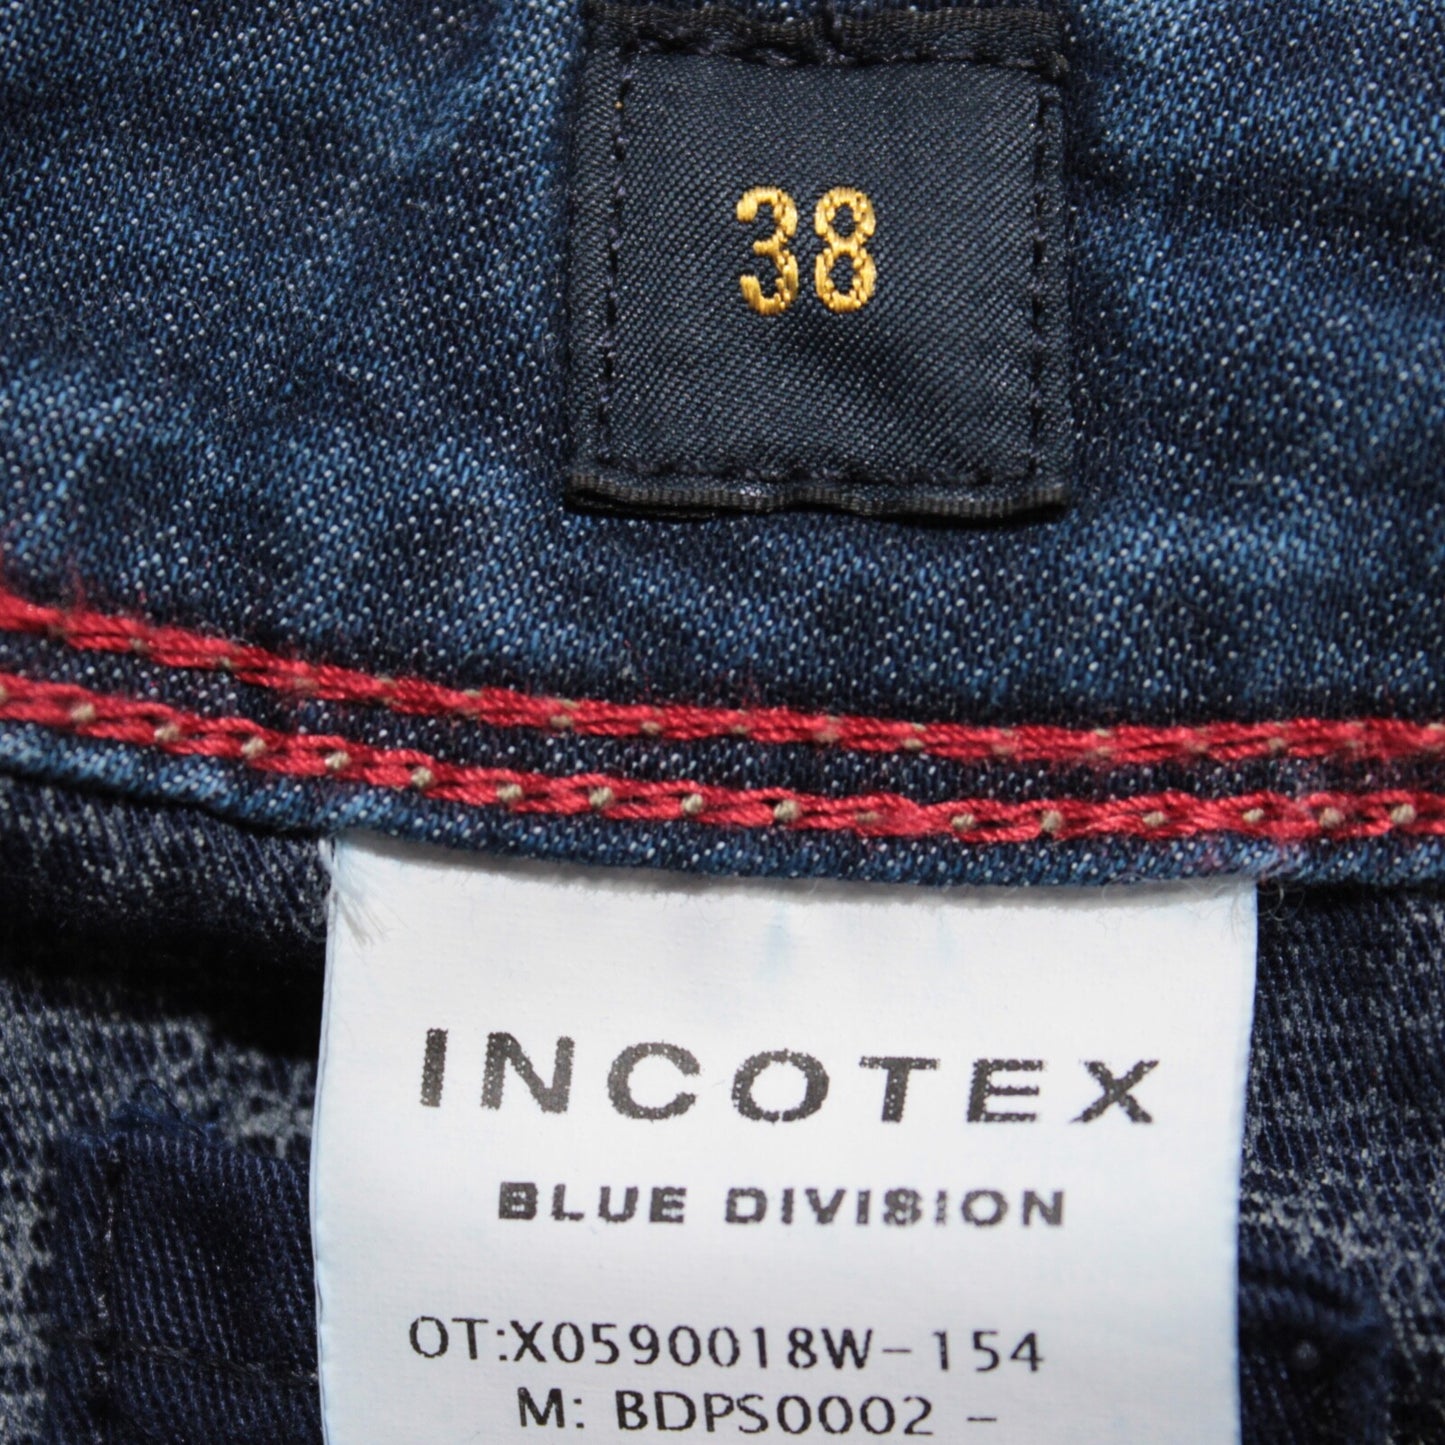 38
INCOTEX
BLUE DIVISION
OT:X0590018W-154
M: BDPS0002 -